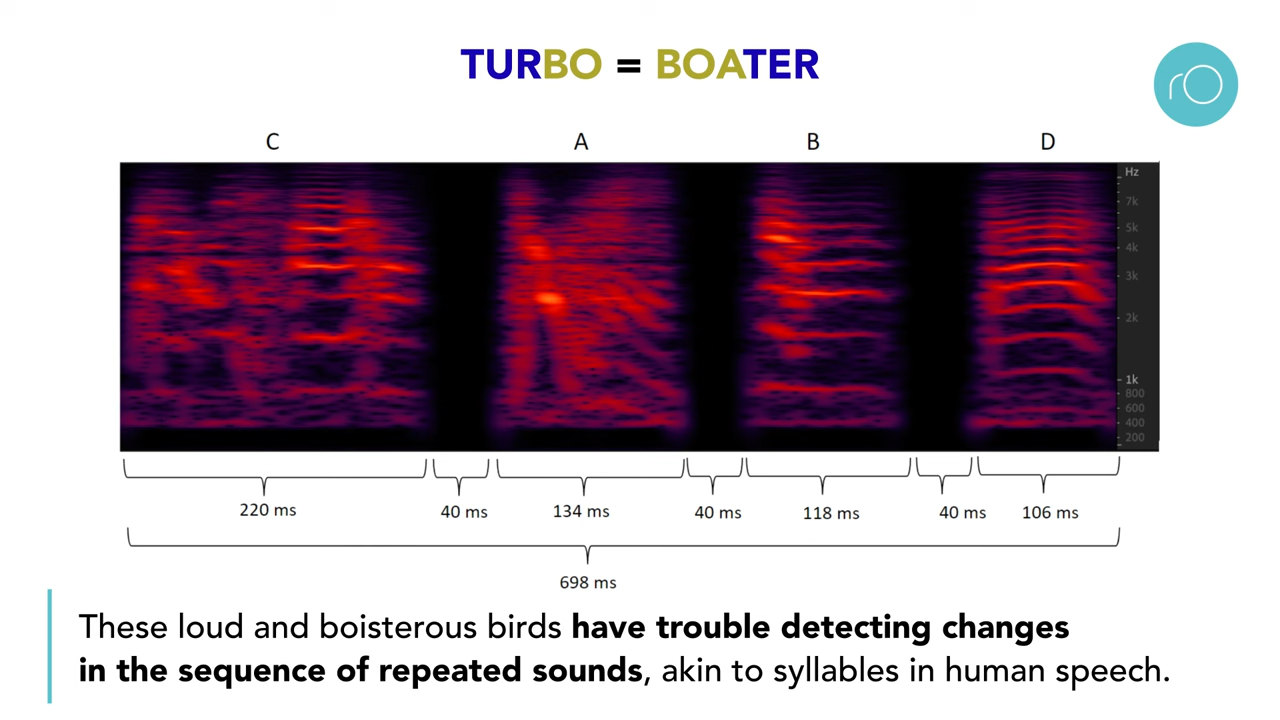 TURBO = BOATER
ro
C A B D
Hz
7k
5k
4k
3k
2k
1k
800
600
400
200
220 ms 40 ms 134 ms 40 ms 118 ms 40 ms 106 ms
698 ms
These loud and boisterous birds have trouble detecting changes
in the sequence of repeated sounds, akin to syllables in human speech.